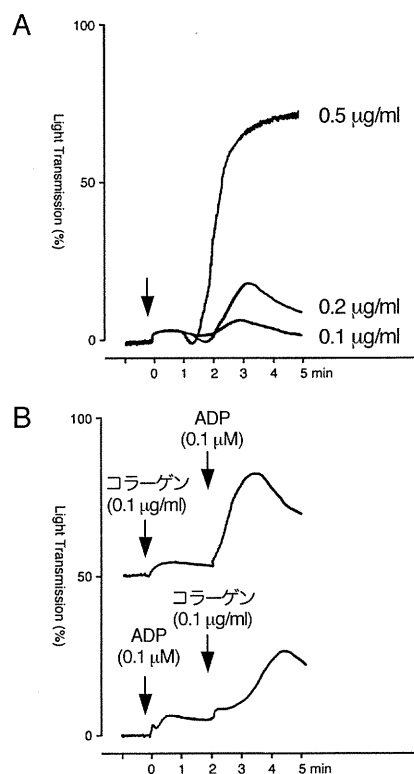 A
100
50
0
Light Transmission (%)
0.5 μg/ml
0.2 μg/ml
0.1 μg/ml
0 1 2 3 4 5 min
B
100
50
0
Light Transmission (%)
ADP
(0.1 μM)
コラーゲン
(0.1 μg/ml)
コラーゲン
(0.1 μg/ml)
ADP
(0.1 μM)
0 1 2 3 4 5 min